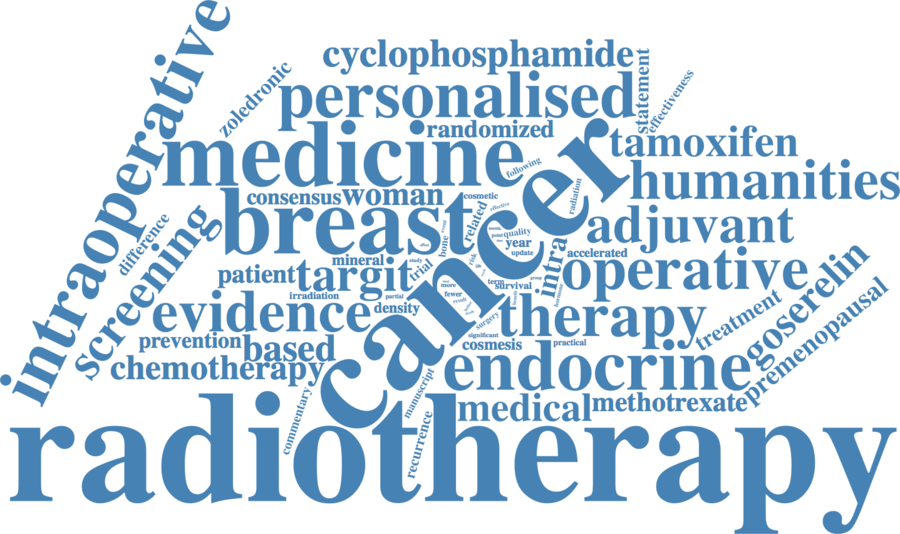 intraoperative
cyclophosphamide
zoledronic
personalised
statement
effectiveness
randomized
medicine
following
tamoxifen
humanities
consensus
woman
cosmetic
radiation
breast
cancer
related
effective
quality
year
update
adjuvant
difference
screening
mineral
bone
trial
study
risk
intra
accelerated
operative
patient
targit
term
survival
group
more
fewer
irradiation
partial
evidence
density
surgery
therapy
goserelin
treatment
premenopausal
prevention
based
significant
cosmesis
practical
chemotherapy
endocrine
commentary
manuscript
recurrence
medical
methotrexate
radiotherapy